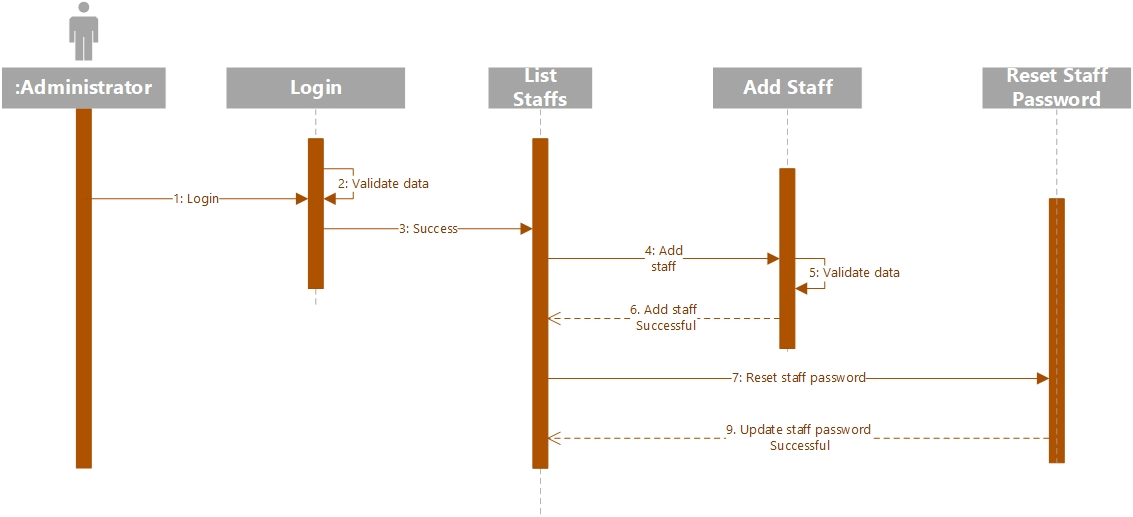 :Administrator
Login
List
Staffs
Add Staff
Reset Staff
Password
2: Validate data
1: Login
3: Success
4: Add
staff
5: Validate data
6. Add staff
Successful
7: Reset staff password
9. Update staff password
Successful